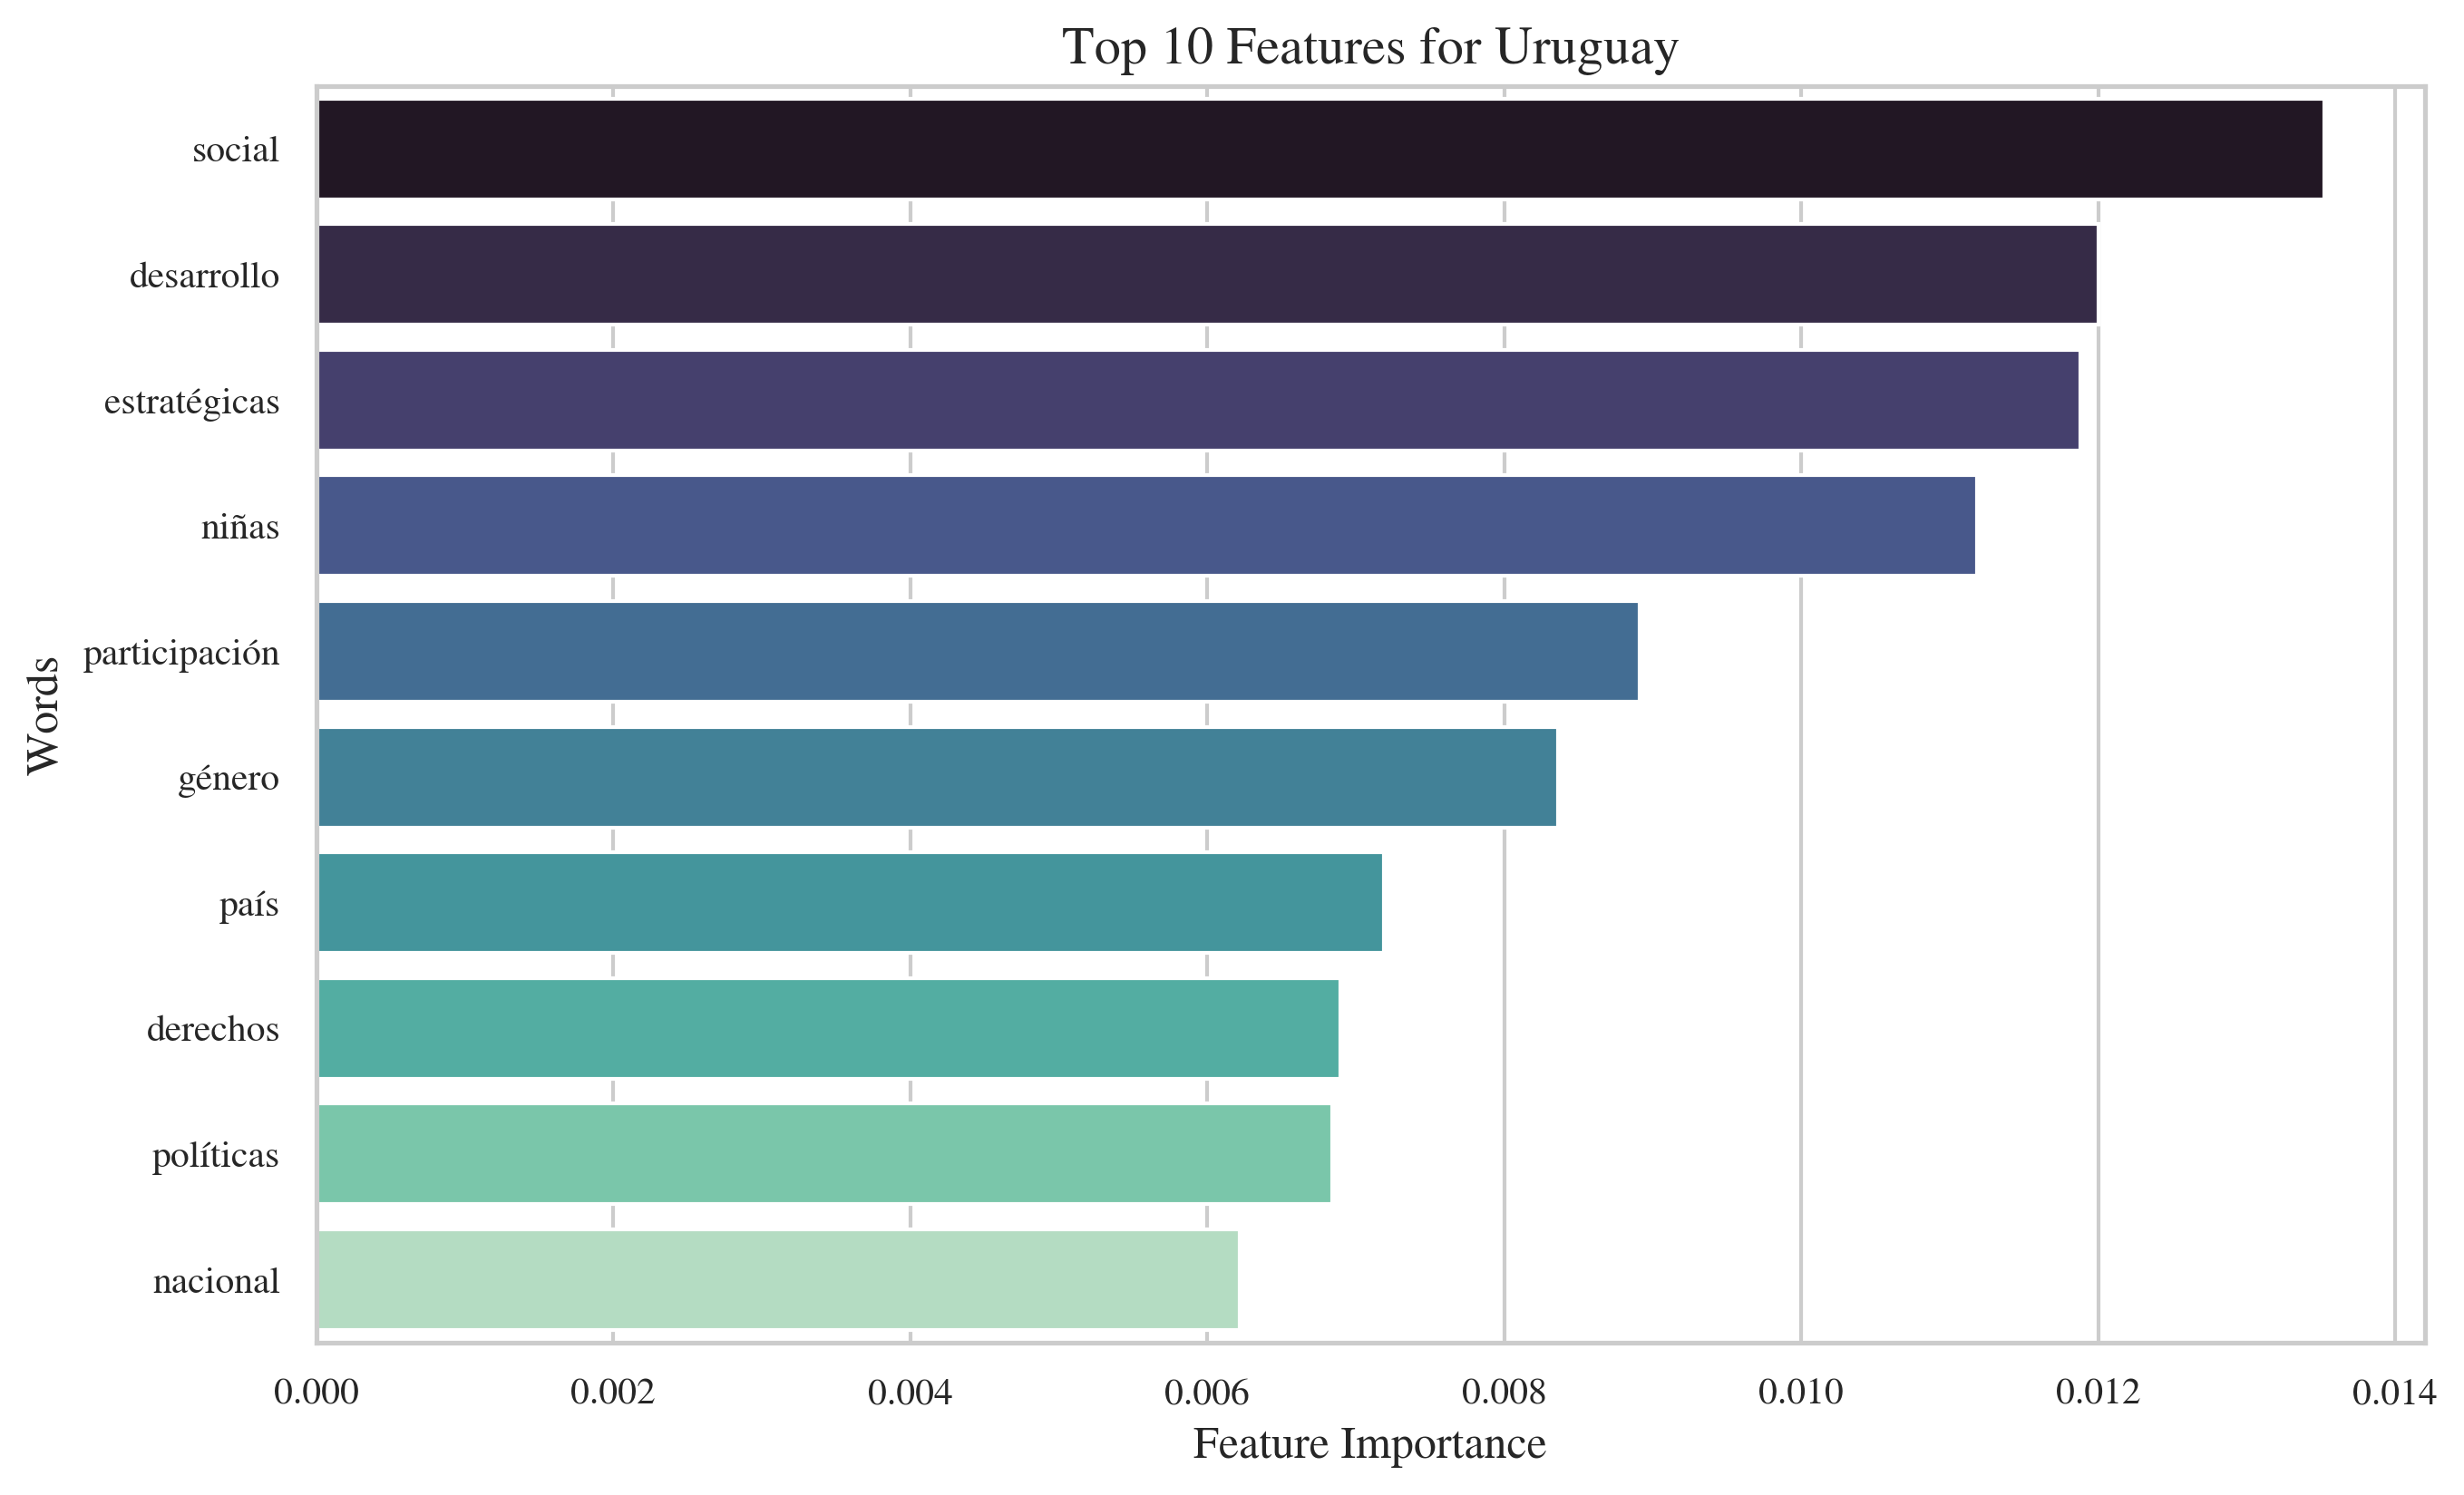 Top 10 Features for Uruguay
social
desarrollo
estratégicas
niñas
participación
género
país
derechos
políticas
nacional
Words
0.000 0.002 0.004 0.006 0.008 0.010 0.012 0.014
Feature Importance